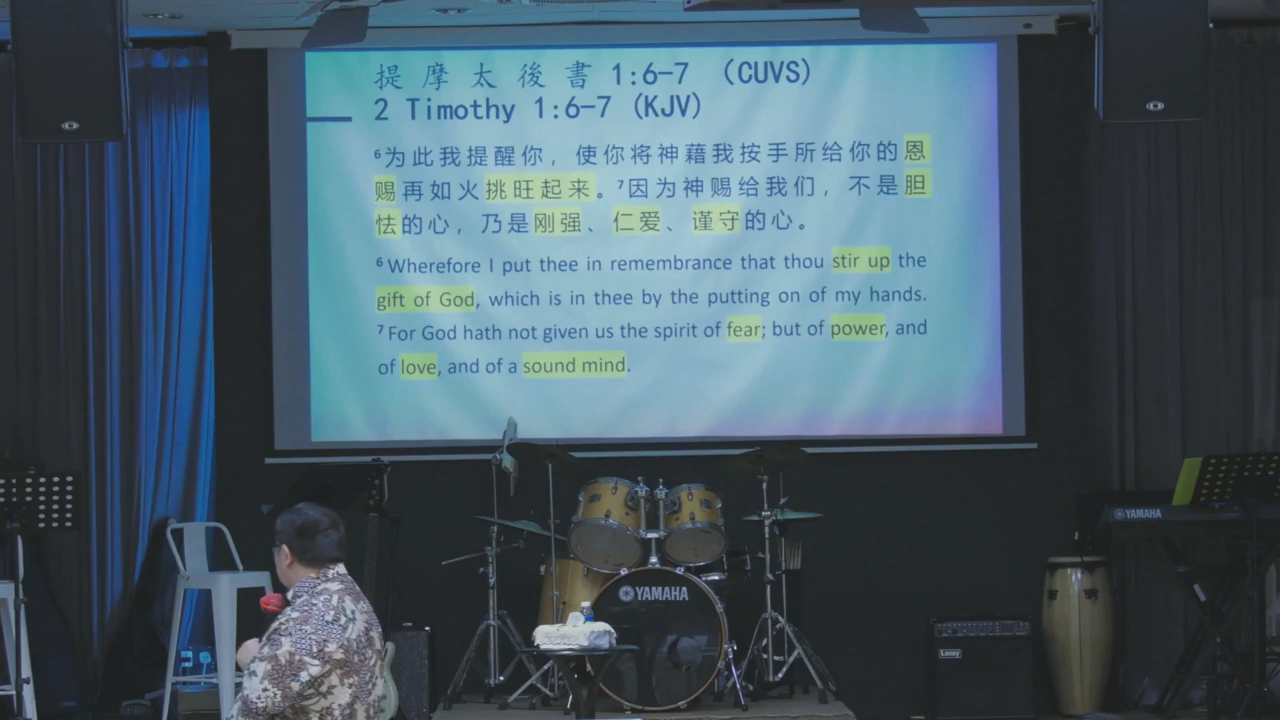 提摩太後書 1:6-7 （CUVS）
2 Timothy 1:6-7 (KJV)
⁶为此我提醒你，使你将神藉我按手所给你的恩
赐再如火挑旺起来。⁷因为神赐给我们，不是胆
怯的心，乃是刚强、仁爱、谨守的心。
⁶ Wherefore I put thee in remembrance that thou stir up the
gift of God, which is in thee by the putting on of my hands.
⁷ For God hath not given us the spirit of fear; but of power, and
of love, and of a sound mind.
YAMAHA
YAMAHA
Laney